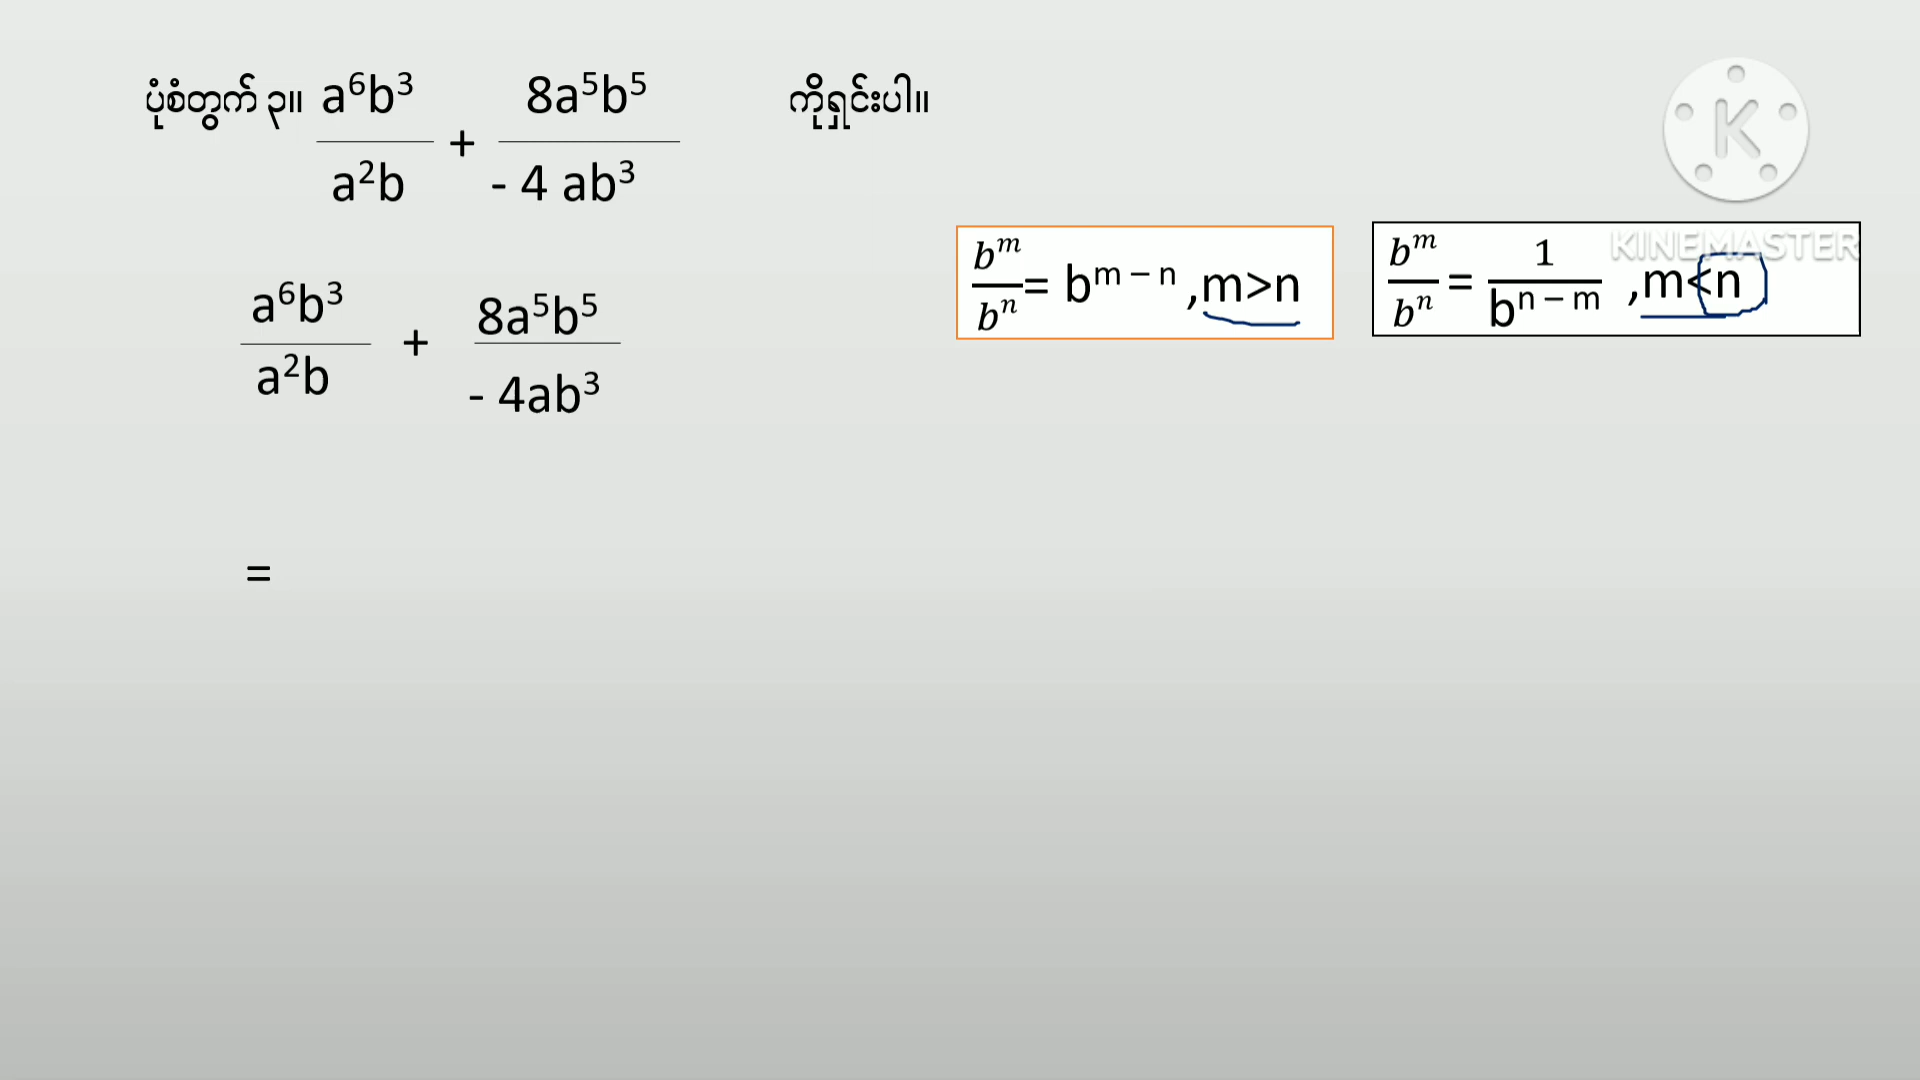 ပုံစံတွက် ၃။ a⁶b³ / a²b + 8a⁵b⁵ / - 4 ab³ ကိုရှင်းပါ။
K
KINEMASTER
bᵐ / bⁿ = bᵐ ⁻ ⁿ ,m>n
bᵐ / bⁿ = 1 / bⁿ ⁻ ᵐ ,m<n
a⁶b³ / a²b + 8a⁵b⁵ / - 4ab³
=